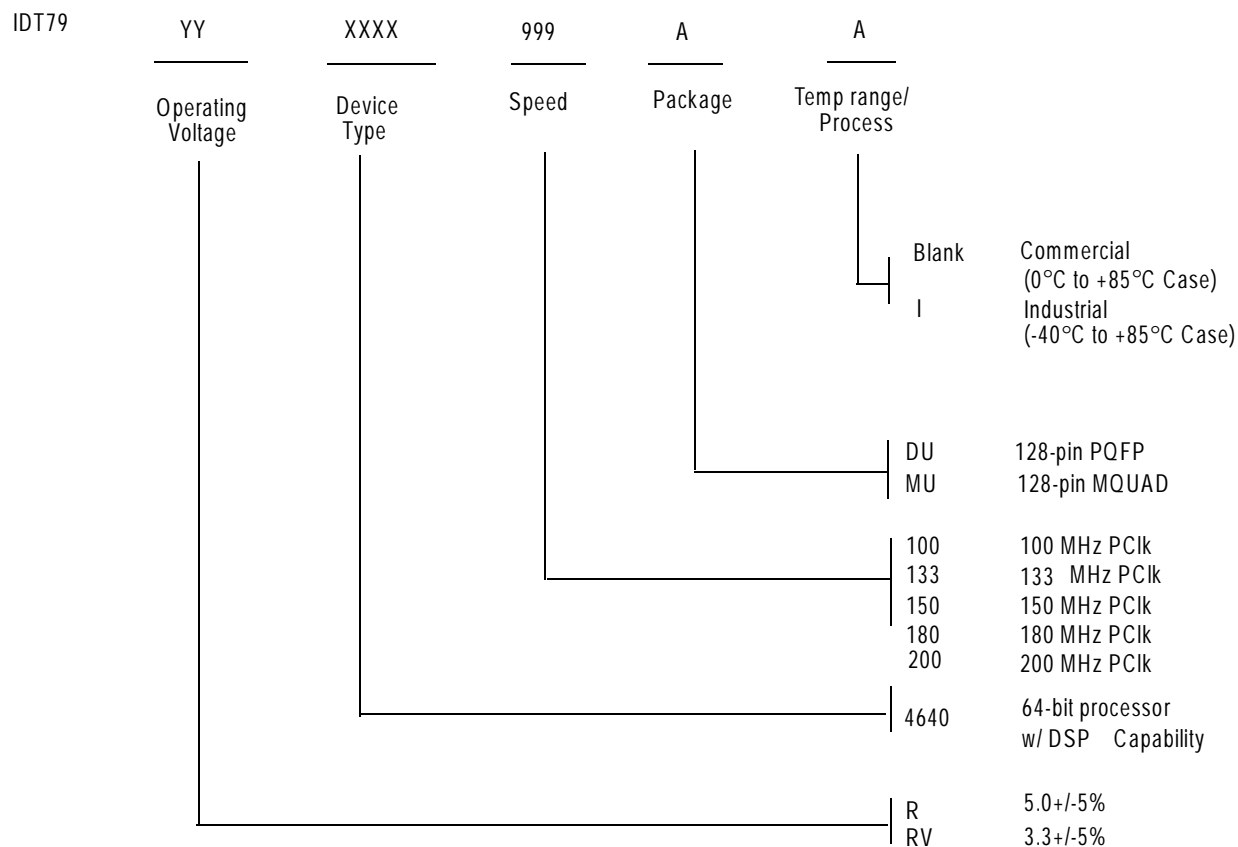 IDT79 YY XXXX 999 A A
Operating Voltage
Device Type
Speed
Package
Temp range/ Process
Blank Commercial
(0°C to +85°C Case)
I Industrial
(-40°C to +85°C Case)
DU 128-pin PQFP
MU 128-pin MQUAD
100 100 MHz PClk
133 133 MHz PClk
150 150 MHz PClk
180 180 MHz PClk
200 200 MHz PClk
4640 64-bit processor
w/ DSP Capability
R 5.0+/-5%
RV 3.3+/-5%